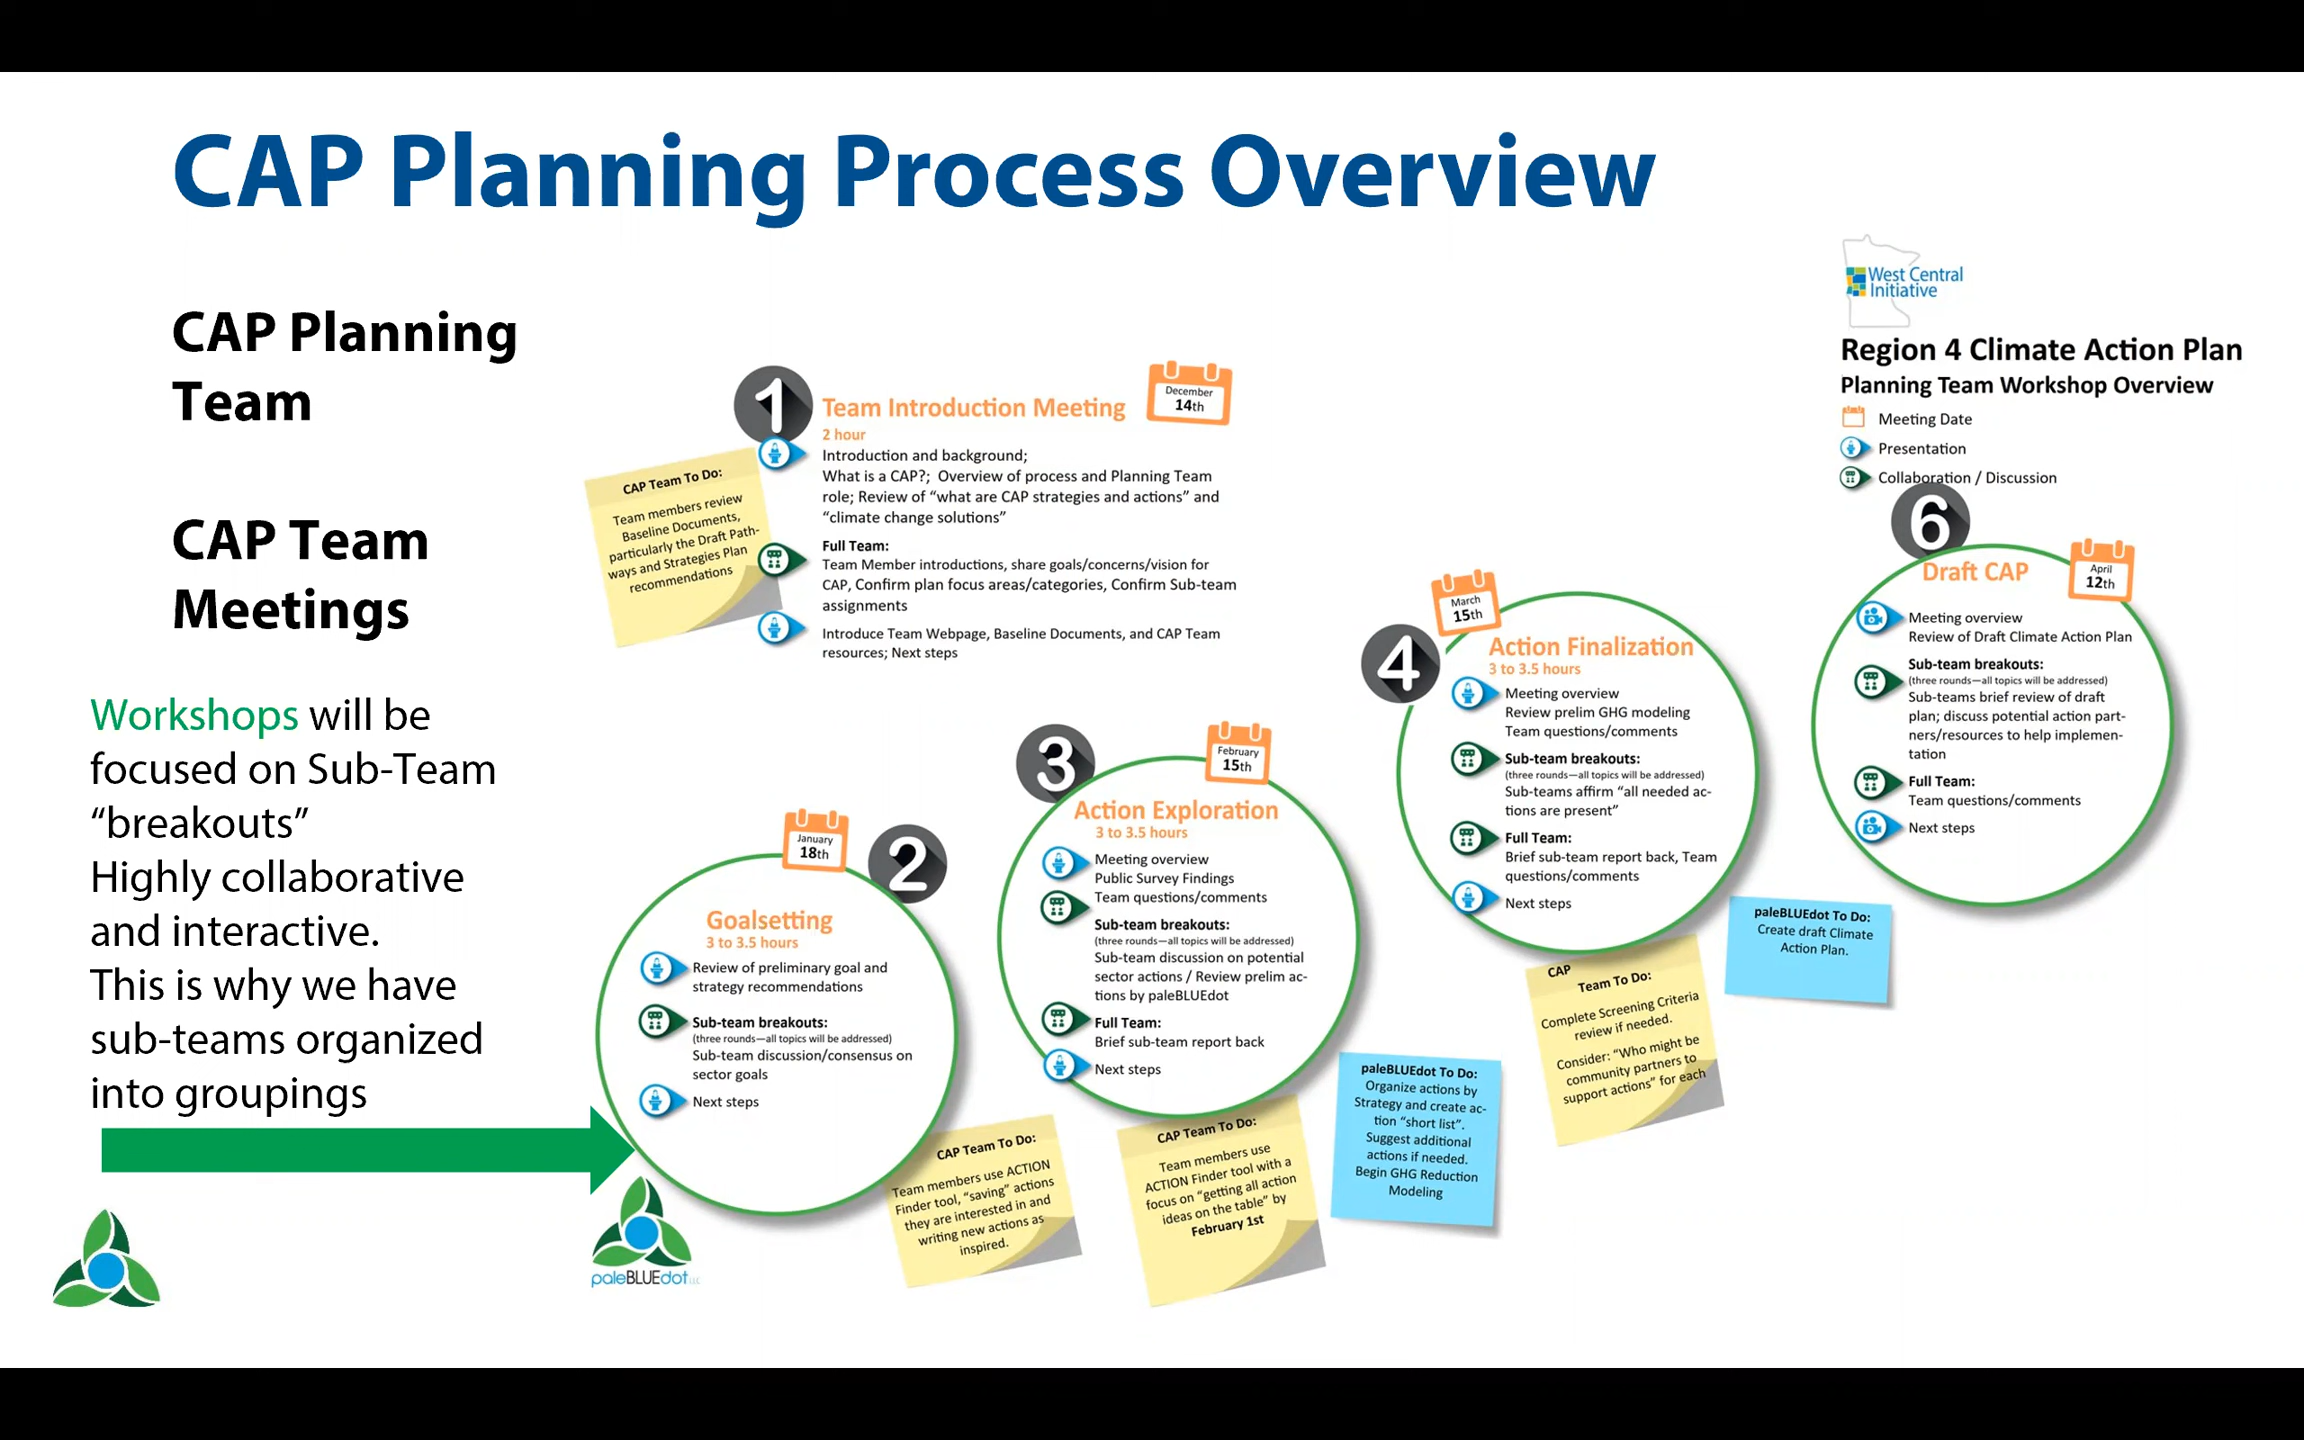 CAP Planning Process Overview
CAP Planning
Team
CAP Team
Meetings
Workshops will be
focused on Sub-Team
“breakouts”
Highly collaborative
and interactive.
This is why we have
sub-teams organized
into groupings
West Central
Initiative
Region 4 Climate Action Plan
Planning Team Workshop Overview
Meeting Date
Presentation
Collaboration / Discussion
1
Team Introduction Meeting
December
14th
2 hour
Introduction and background;
What is a CAP?; Overview of process and Planning Team
role; Review of “what are CAP strategies and actions” and
“climate change solutions”
Full Team:
Team Member introductions, share goals/concerns/vision for
CAP, Confirm plan focus areas/categories, Confirm Sub-team
assignments
Introduce Team Webpage, Baseline Documents, and CAP Team
resources; Next steps
CAP Team To Do:
Team members review
Baseline Documents,
particularly the Draft Path-
ways and Strategies Plan
recommendations
2
January
18th
Goalsetting
3 to 3.5 hours
Review of preliminary goal and
strategy recommendations
Sub-team breakouts:
(three rounds—all topics will be addressed)
Sub-team discussion/consensus on
sector goals
Next steps
CAP Team To Do:
Team members use ACTION
Finder tool, “saving” actions
they are interested in and
writing new actions as
inspired.
3
February
15th
Action Exploration
3 to 3.5 hours
Meeting overview
Public Survey Findings
Team questions/comments
Sub-team breakouts:
(three rounds—all topics will be addressed)
Sub-team discussion on potential
sector actions / Review prelim ac-
tions by paleBLUEdot
Full Team:
Brief sub-team report back
Next steps
CAP Team To Do:
Team members use
ACTION Finder tool with a
focus on “getting all action
ideas on the table” by
February 1st
paleBLUEdot To Do:
Organize actions by
Strategy and create ac-
tion “short list”.
Suggest additional
actions if needed.
Begin GHG Reduction
Modeling
4
March
15th
Action Finalization
3 to 3.5 hours
Meeting overview
Review prelim GHG modeling
Team questions/comments
Sub-team breakouts:
(three rounds—all topics will be addressed)
Sub-teams affirm “all needed ac-
tions are present”
Full Team:
Brief sub-team report back, Team
questions/comments
Next steps
CAP
Team To Do:
Complete Screening Criteria
review if needed.
Consider: “Who might be
community partners to
support actions” for each
paleBLUEdot To Do:
Create draft Climate
Action Plan.
6
April
12th
Draft CAP
Meeting overview
Review of Draft Climate Action Plan
Sub-team breakouts:
(three rounds—all topics will be addressed)
Sub-teams brief review of draft
plan; discuss potential action part-
ners/resources to help implemen-
tation
Full Team:
Team questions/comments
Next steps
paleBLUEdot